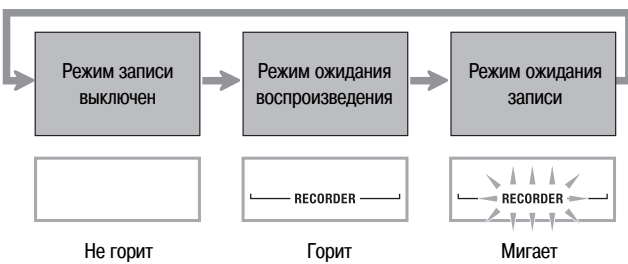 Режим записи
выключен
Режим ожидания
воспроизведения
Режим ожидания
записи
RECORDER
RECORDER
Не горит
Горит
Мигает